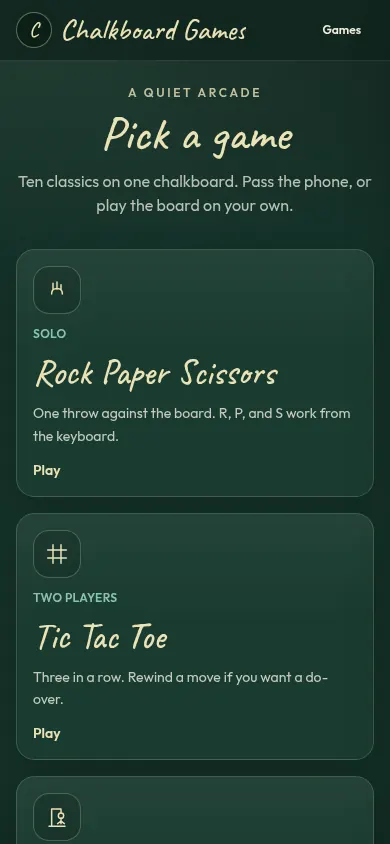 C Chalkboard Games
Games
A QUIET ARCADE
Pick a game
Ten classics on one chalkboard. Pass the phone, or
play the board on your own.
SOLO
Rock Paper Scissors
One throw against the board. R, P, and S work from
the keyboard.
Play
TWO PLAYERS
Tic Tac Toe
Three in a row. Rewind a move if you want a do-
over.
Play